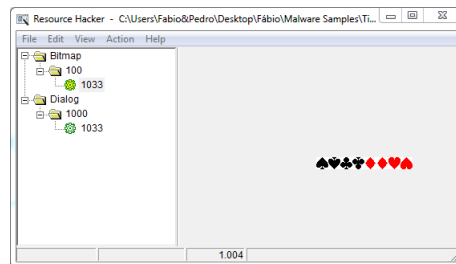 Resource Hacker - C:\Users\Fabio&Pedro\Desktop\Fábio\Malware Samples\Ti...
File Edit View Action Help
Bitmap
100
1033
Dialog
1000
1033
1.004